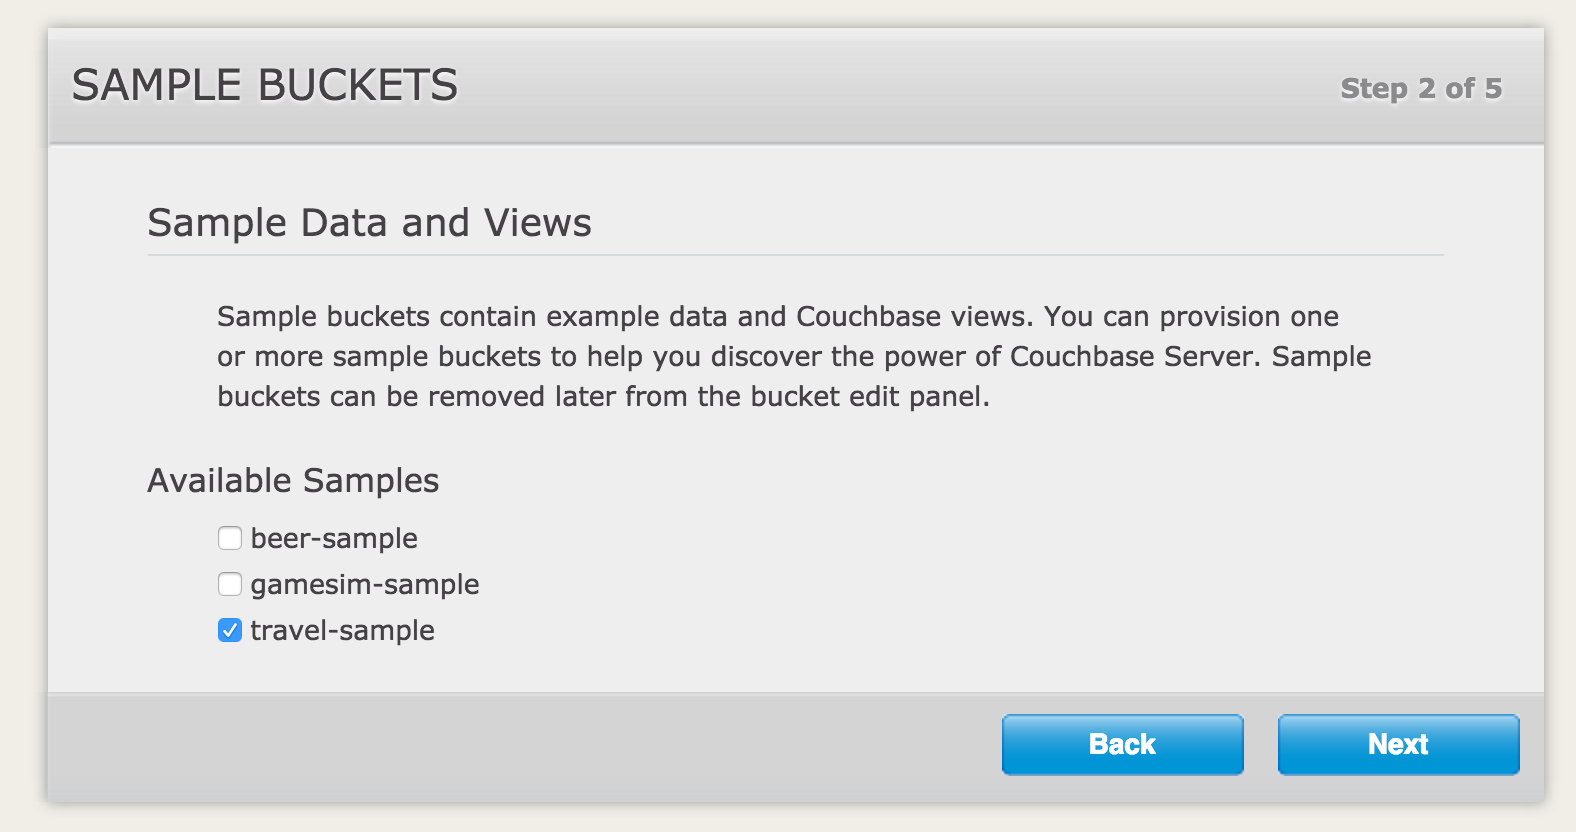 SAMPLE BUCKETS
Step 2 of 5
Sample Data and Views
Sample buckets contain example data and Couchbase views. You can provision one
or more sample buckets to help you discover the power of Couchbase Server. Sample
buckets can be removed later from the bucket edit panel.
Available Samples
beer-sample
gamesim-sample
travel-sample
Back
Next